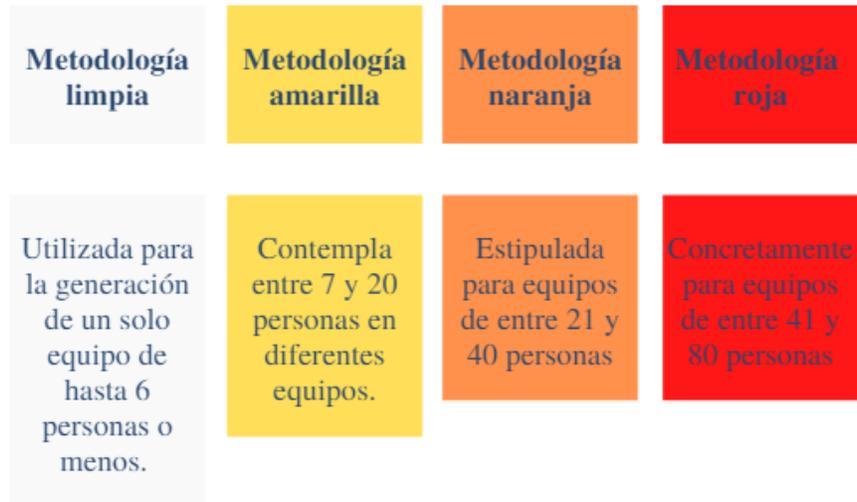 Metodología
limpia
Metodología
amarilla
Metodología
naranja
Metodología
roja
Utilizada para
la generación
de un solo
equipo de
hasta 6
personas o
menos.
Contempla
entre 7 y 20
personas en
diferentes
equipos.
Estipulada
para equipos
de entre 21 y
40 personas
Concretamente
para equipos
de entre 41 y
80 personas